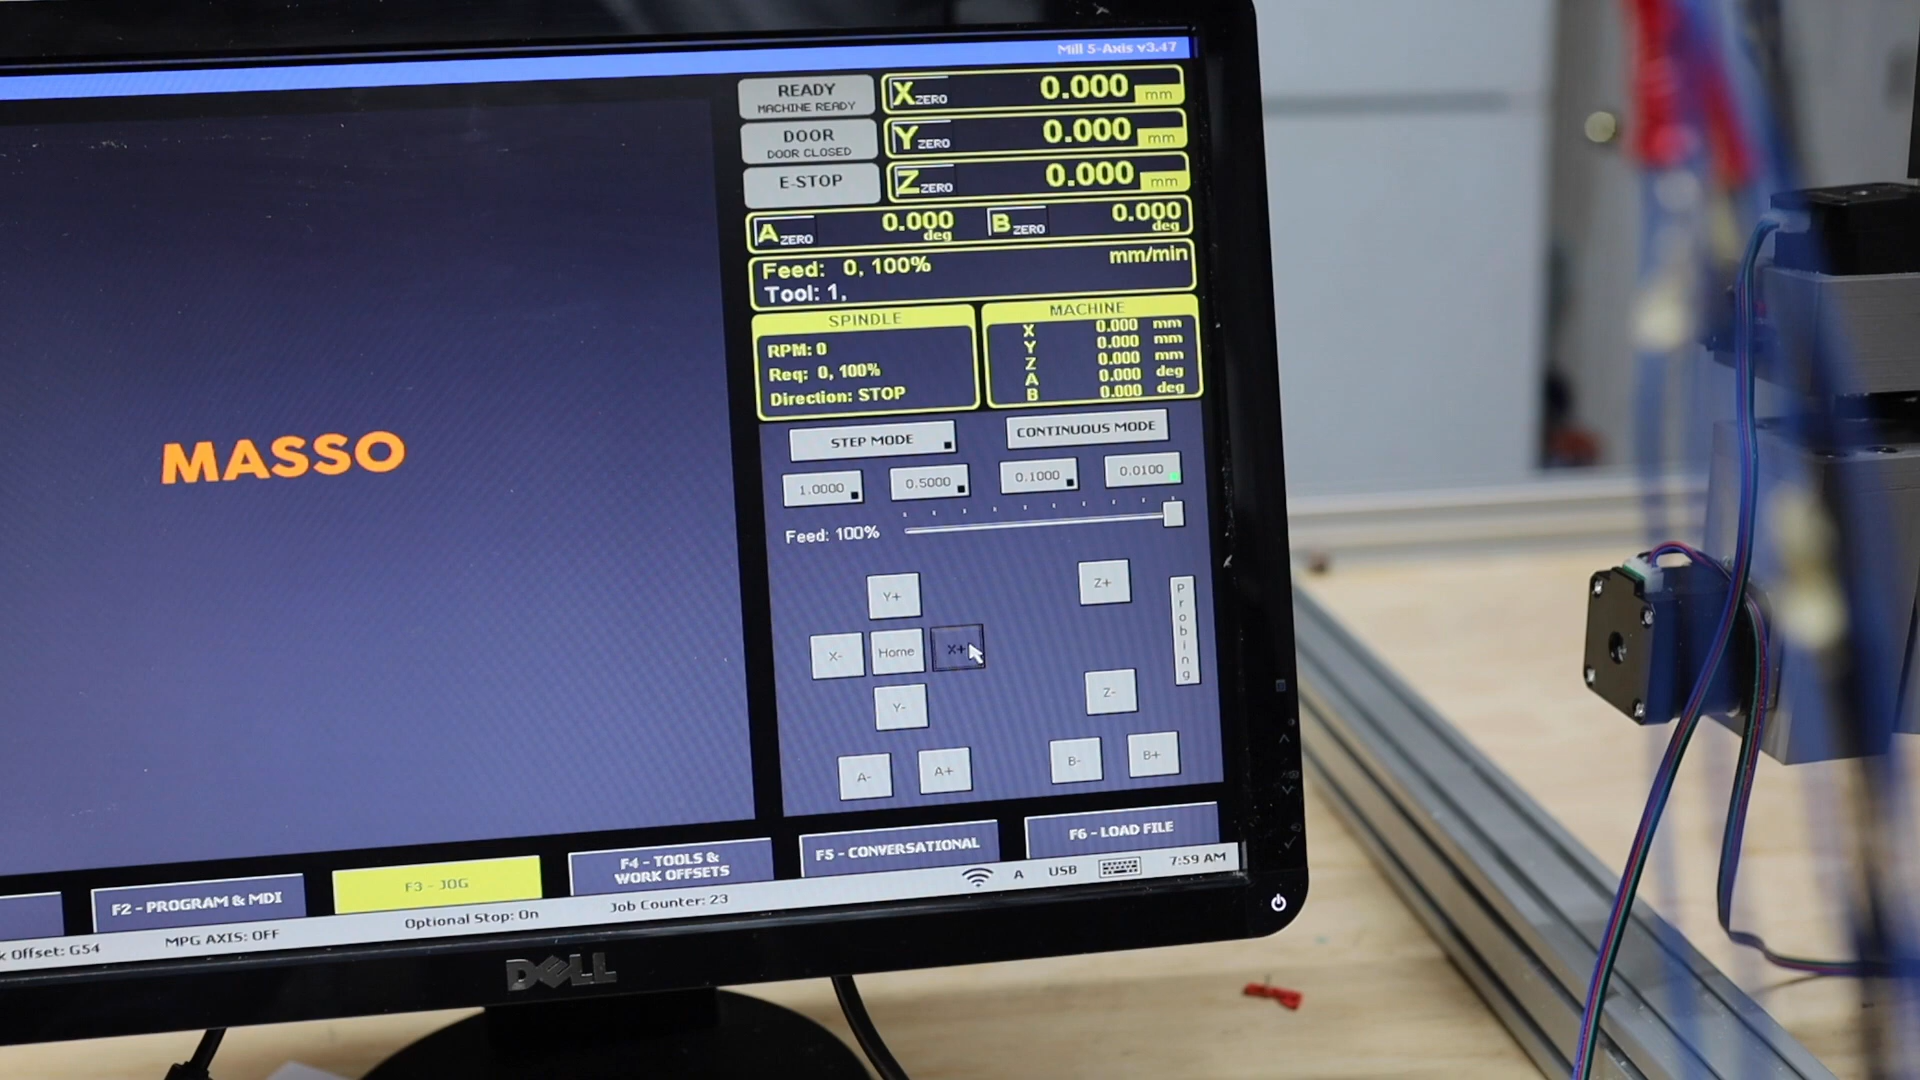 Mill 5-Axis v3.47
READY
MACHINE READY
X ZERO 0.000 mm
DOOR
DOOR CLOSED
Y ZERO 0.000 mm
E-STOP
Z ZERO 0.000 mm
A ZERO 0.000 deg
B ZERO 0.000 deg
Feed: 0, 100% mm/min
Tool: 1,
SPINDLE
RPM: 0
Req: 0, 100%
Direction: STOP
MACHINE
X 0.000 mm
Y 0.000 mm
Z 0.000 mm
A 0.000 deg
B 0.000 deg
MASSO
STEP MODE
CONTINUOUS MODE
1.0000 0.5000 0.1000 0.0100
Feed: 100%
Y+
Z+
X- Home X+
Probing
Y-
Z-
A- A+ B- B+
F2 - PROGRAM & MDI
F3 - JOG
F4 - TOOLS &
WORK OFFSETS
F5 - CONVERSATIONAL
F6 - LOAD FILE
Offset: G54
MPG AXIS: OFF
Optional Stop: On
Job Counter: 23
A
USB
7:59 AM
DELL